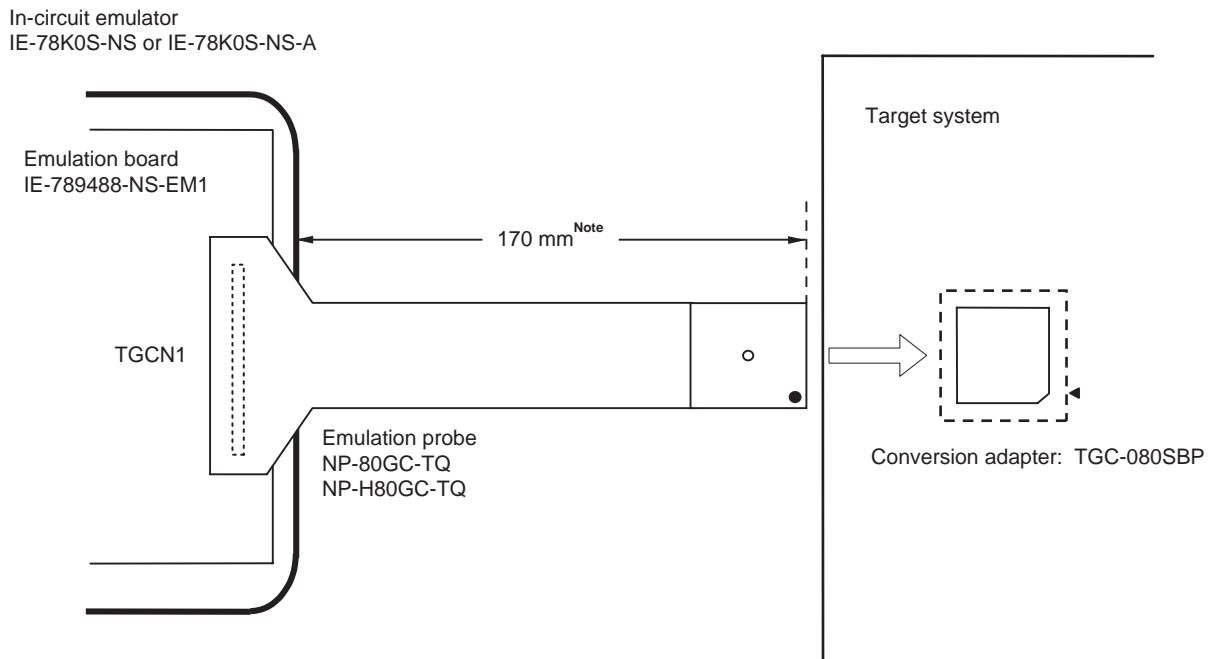 In-circuit emulator
IE-78K0S-NS or IE-78K0S-NS-A
Target system
Emulation board
IE-789488-NS-EM1
170 mmNote
TGCN1
Emulation probe
NP-80GC-TQ
NP-H80GC-TQ
Conversion adapter: TGC-080SBP